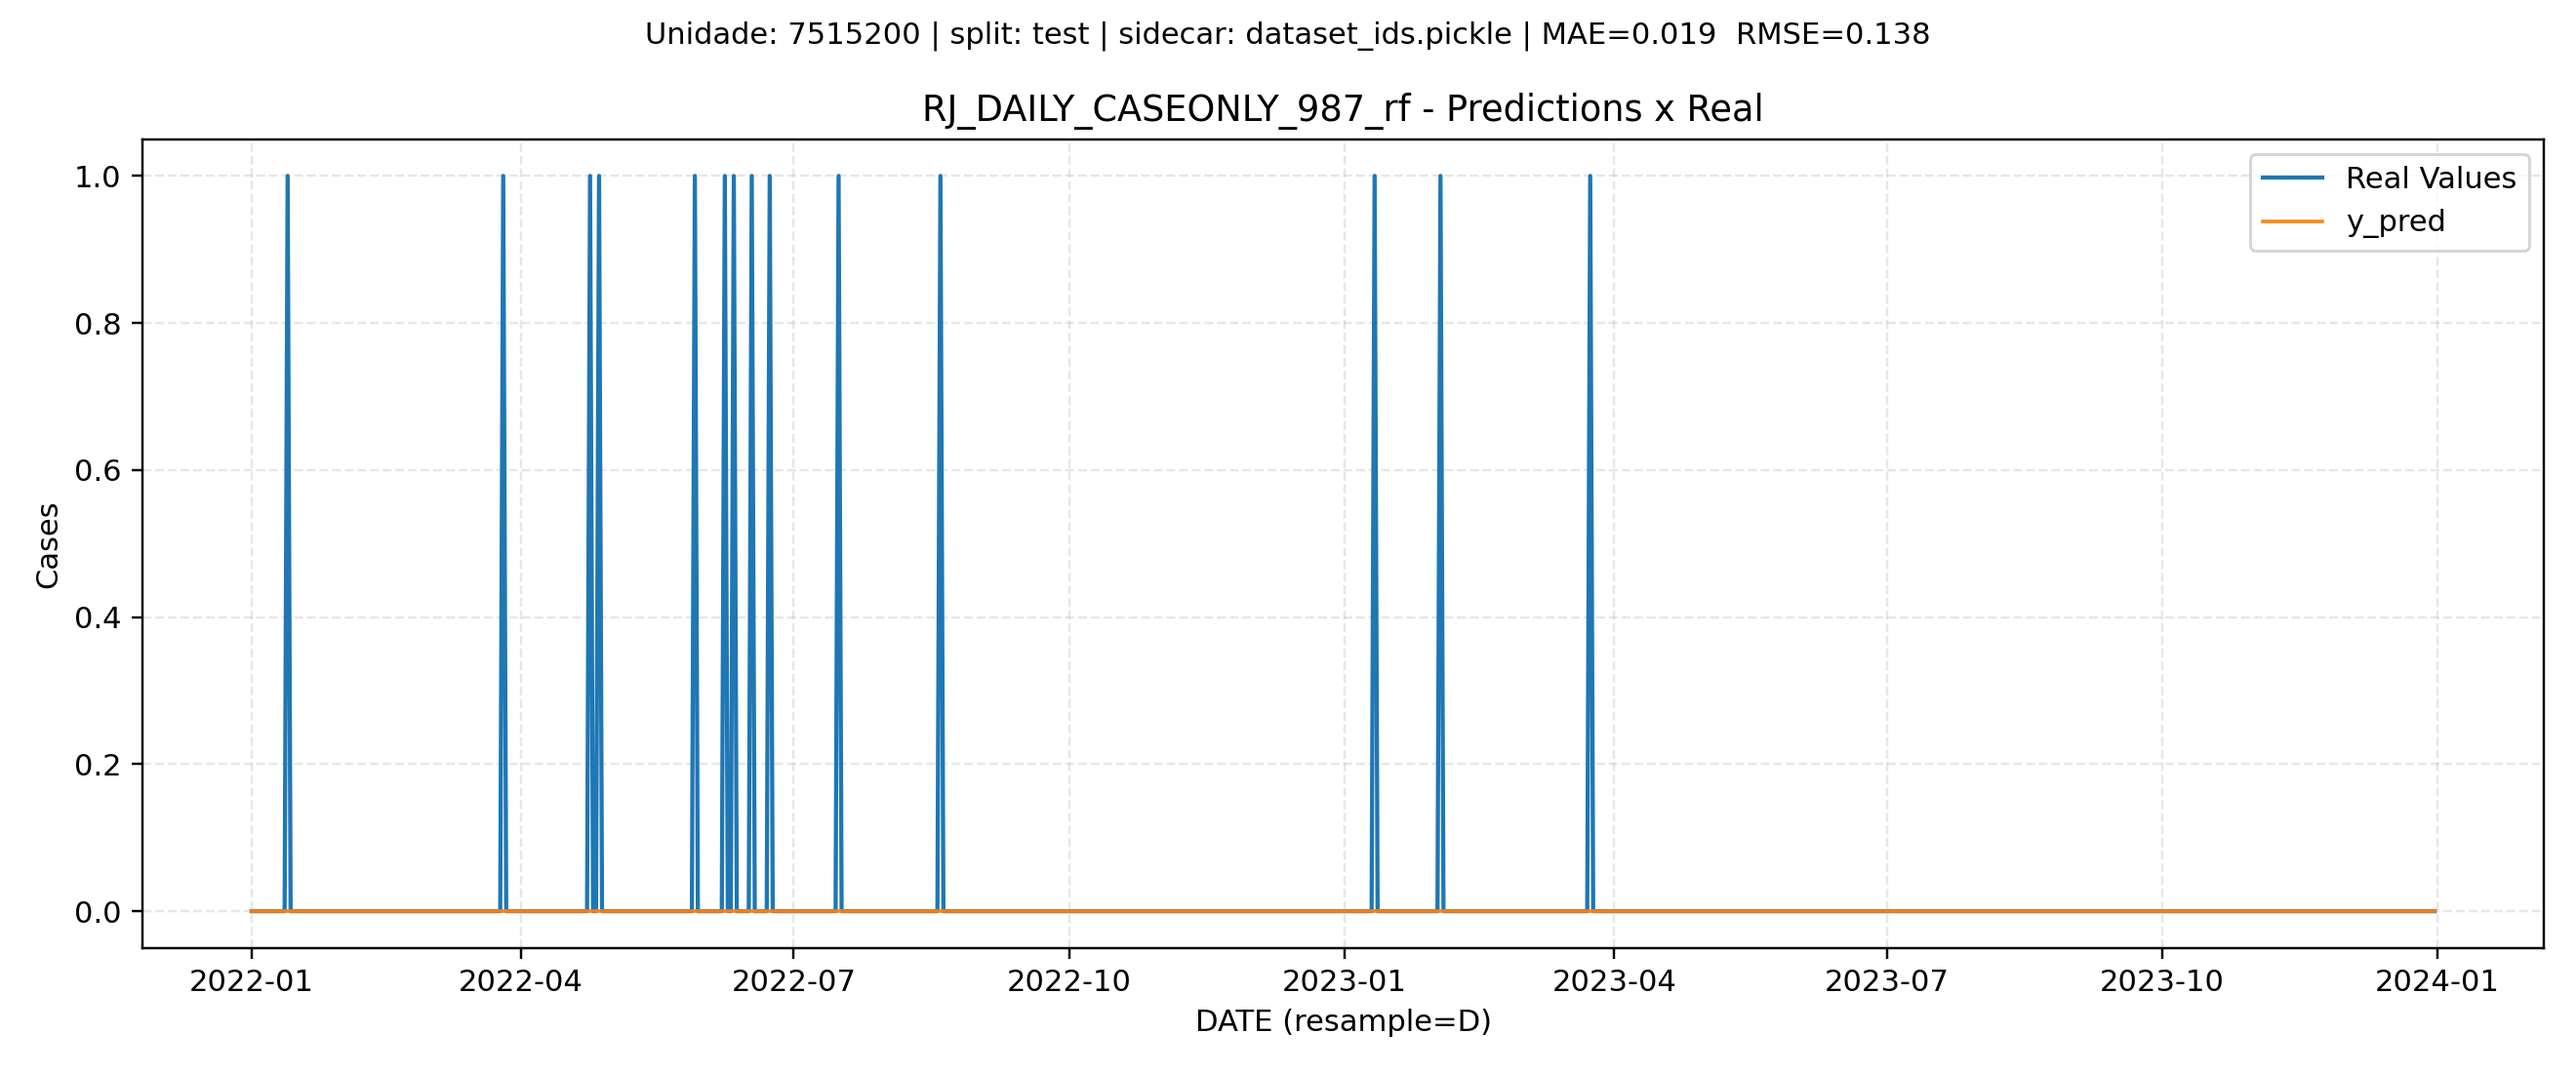 Unidade: 7515200 | split: test | sidecar: dataset_ids.pickle | MAE=0.019  RMSE=0.138
RJ_DAILY_CASEONLY_987_rf - Predictions x Real
Real Values
y_pred
1.0
0.8
0.6
0.4
0.2
0.0
Cases
2022-01
2022-04
2022-07
2022-10
2023-01
2023-04
2023-07
2023-10
2024-01
DATE (resample=D)